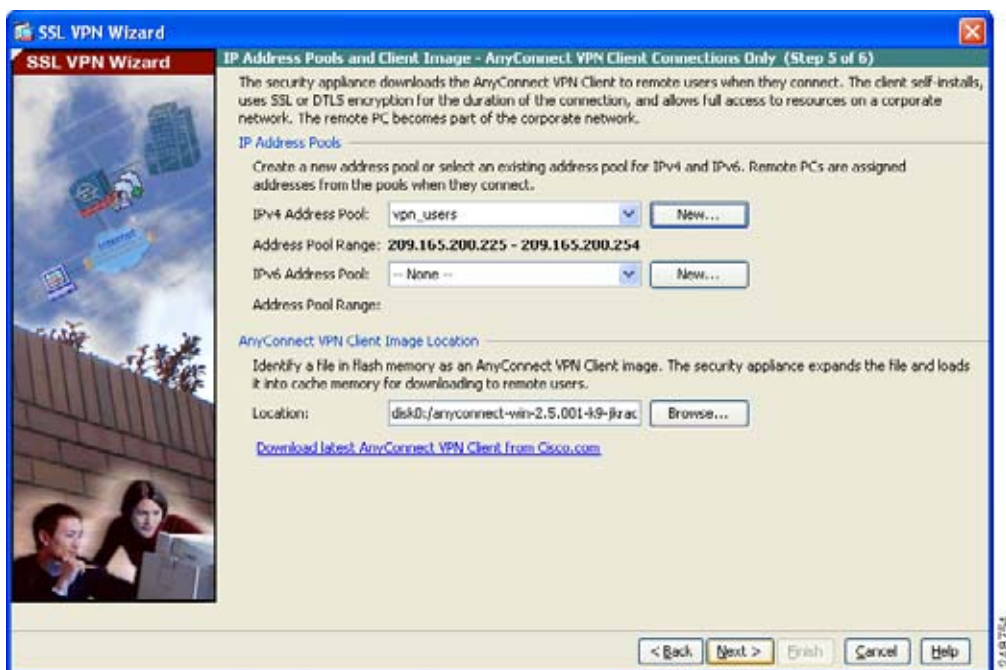 SSL VPN Wizard
SSL VPN Wizard
IP Address Pools and Client Image - AnyConnect VPN Client Connections Only (Step 5 of 6)
The security appliance downloads the AnyConnect VPN Client to remote users when they connect. The client self-installs,
uses SSL or DTLS encryption for the duration of the connection, and allows full access to resources on a corporate
network. The remote PC becomes part of the corporate network.
IP Address Pools
Create a new address pool or select an existing address pool for IPv4 and IPv6. Remote PCs are assigned
addresses from the pools when they connect.
IPv4 Address Pool: vpn_users New...
Address Pool Range: 209.165.200.225 - 209.165.200.254
IPv6 Address Pool: -- None -- New...
Address Pool Range:
Internet
AnyConnect VPN Client Image Location
Identify a file in flash memory as an AnyConnect VPN Client image. The security appliance expands the file and loads
it into cache memory for downloading to remote users.
Location: disk0:/anyconnect-win-2.5.001-k9-jkrac Browse...
Download latest AnyConnect VPN Client from Cisco.com
< Back Next > Finish Cancel Help